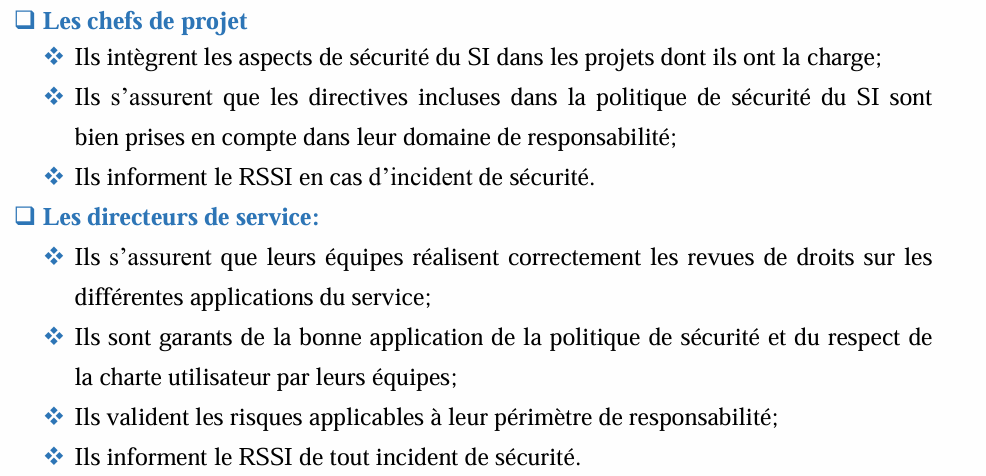 ❑ Les chefs de projet
❖ Ils intègrent les aspects de sécurité du SI dans les projets dont ils ont la charge;
❖ Ils s’assurent que les directives incluses dans la politique de sécurité du SI sont
bien prises en compte dans leur domaine de responsabilité;
❖ Ils informent le RSSI en cas d’incident de sécurité.
❑ Les directeurs de service:
❖ Ils s’assurent que leurs équipes réalisent correctement les revues de droits sur les
différentes applications du service;
❖ Ils sont garants de la bonne application de la politique de sécurité et du respect de
la charte utilisateur par leurs équipes;
❖ Ils valident les risques applicables à leur périmètre de responsabilité;
❖ Ils informent le RSSI de tout incident de sécurité.